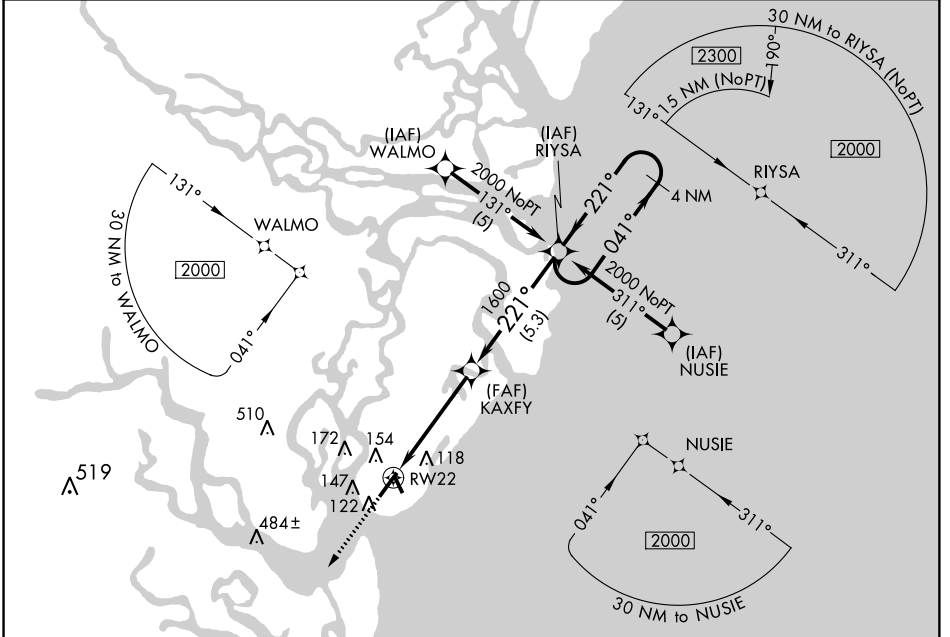 30 NM to RIYSA (NoPT)
2300
190°
15 NM (NoPT)
131°
2000
RIYSA
311°
(IAF)
WALMO
(IAF)
RIYSA
2000 NoPT
131°
(5)
221°
041°
4 NM
131°
WALMO
2000
30 NM to WALMO
041°
2000 NoPT
311°
(5)
1600
221°
(5.3)
(IAF)
NUSIE
(FAF)
KAXFY
510
172
154
118
519
147
RW22
122
484±
NUSIE
041°
311°
2000
30 NM to NUSIE